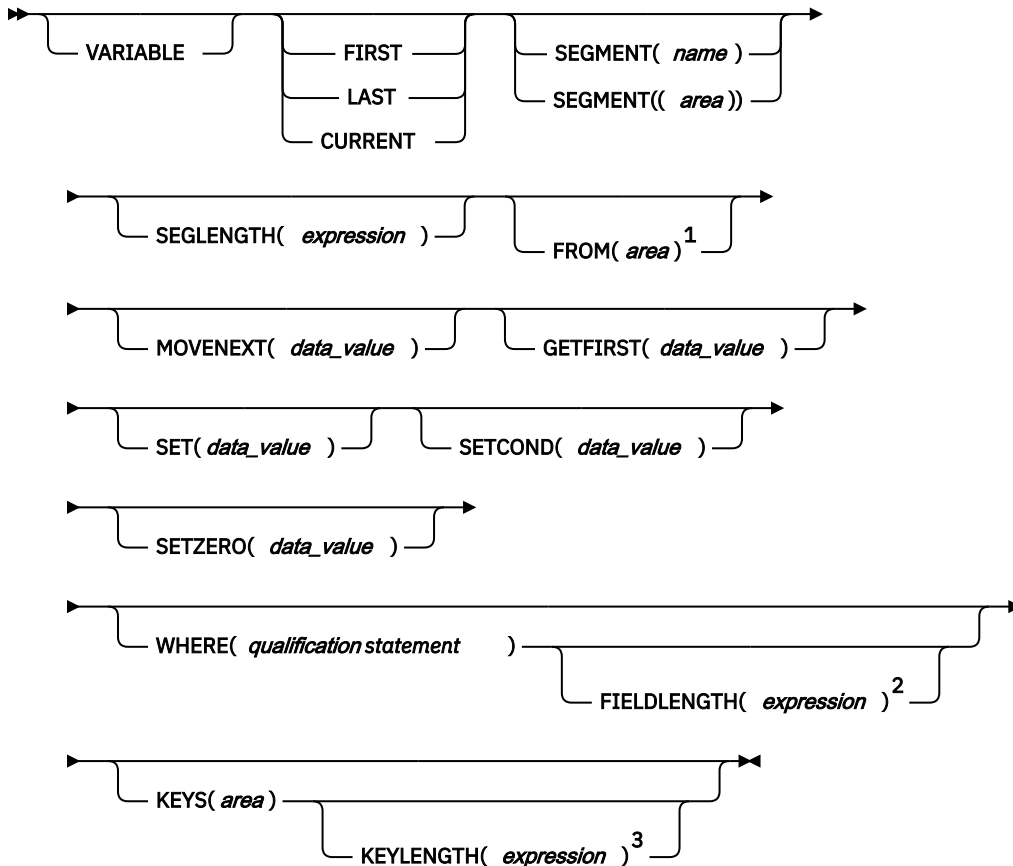 VARIABLE FIRST SEGMENT( name )
LAST SEGMENT(( area ))
CURRENT
SEGLENGTH( expression ) FROM( area ) 1
MOVENEXT( data_value ) GETFIRST( data_value )
SET( data_value ) SETCOND( data_value )
SETZERO( data_value )
WHERE( qualification statement )
FIELDLENGTH( expression ) 2
KEYS( area )
KEYLENGTH( expression ) 3